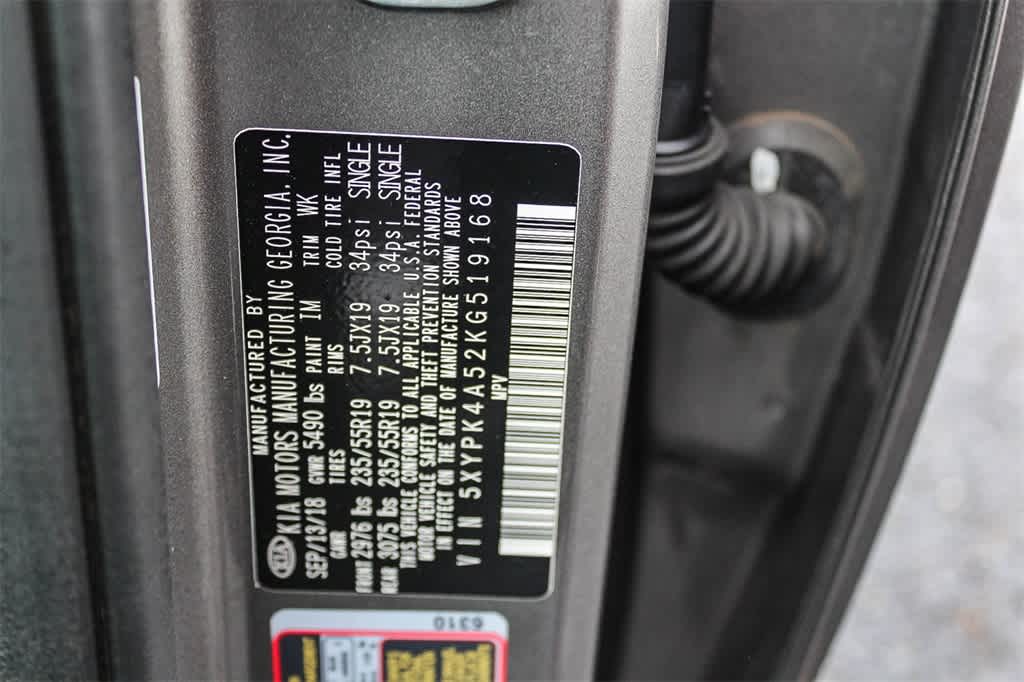 MANUFACTURED BY
KIA KIA MOTORS MANUFACTURING GEORGIA, INC.
SEP/13/18 GVWR 5490 lbs PAINT IM TRIM WK
GAWR TIRES RIMS COLD TIRE INFL
FRONT 2976 lbs 235/55R19 7.5JX19 34psi SINGLE
REAR 3075 lbs 235/55R19 7.5JX19 34psi SINGLE
THIS VEHICLE CONFORMS TO ALL APPLICABLE U.S.A. FEDERAL
MOTOR VEHICLE SAFETY AND THEFT PREVENTION STANDARDS
IN EFFECT ON THE DATE OF MANUFACTURE SHOWN ABOVE
VIN 5XYPK4A52KG519168
MPV
6310